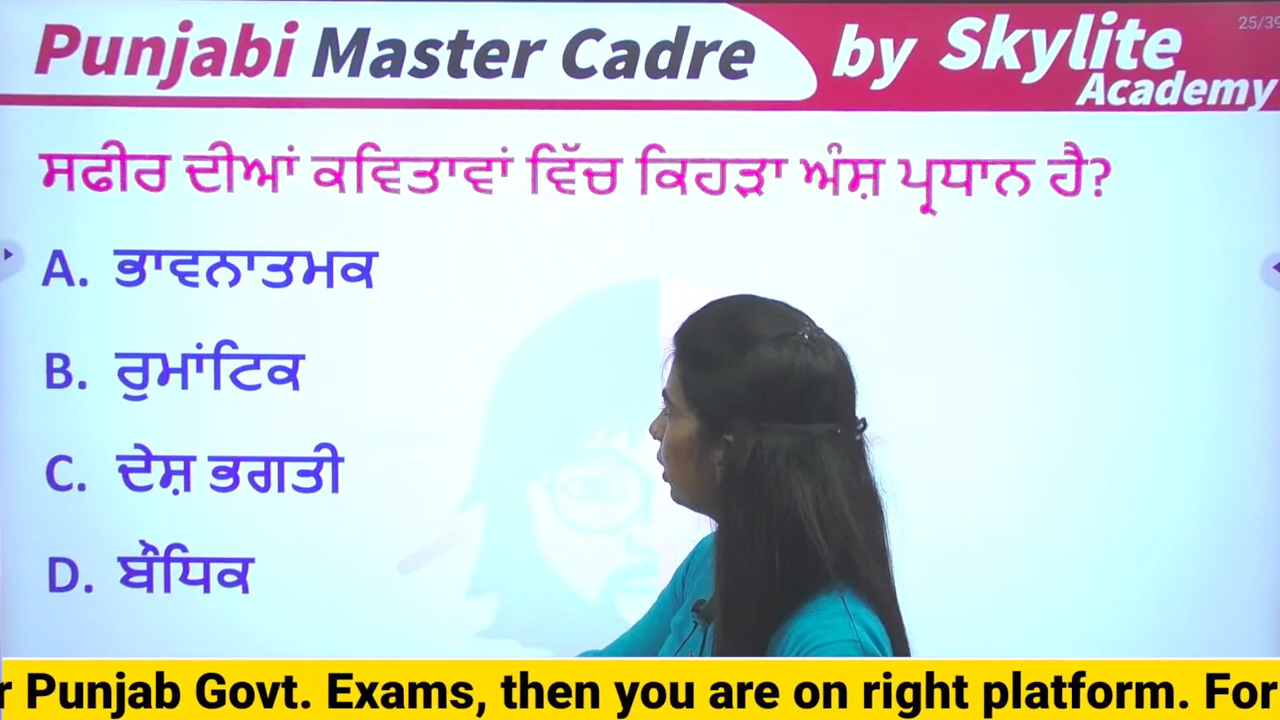 Punjabi Master Cadre by Skylite Academy
25/39
ਸਫੀਰ ਦੀਆਂ ਕਵਿਤਾਵਾਂ ਵਿੱਚ ਕਿਹੜਾ ਅੰਸ਼ ਪ੍ਰਧਾਨ ਹੈ?
A. ਭਾਵਨਾਤਮਕ
B. ਰੁਮਾਂਟਿਕ
C. ਦੇਸ਼ ਭਗਤੀ
D. ਬੌਧਿਕ
r Punjab Govt. Exams, then you are on right platform. For